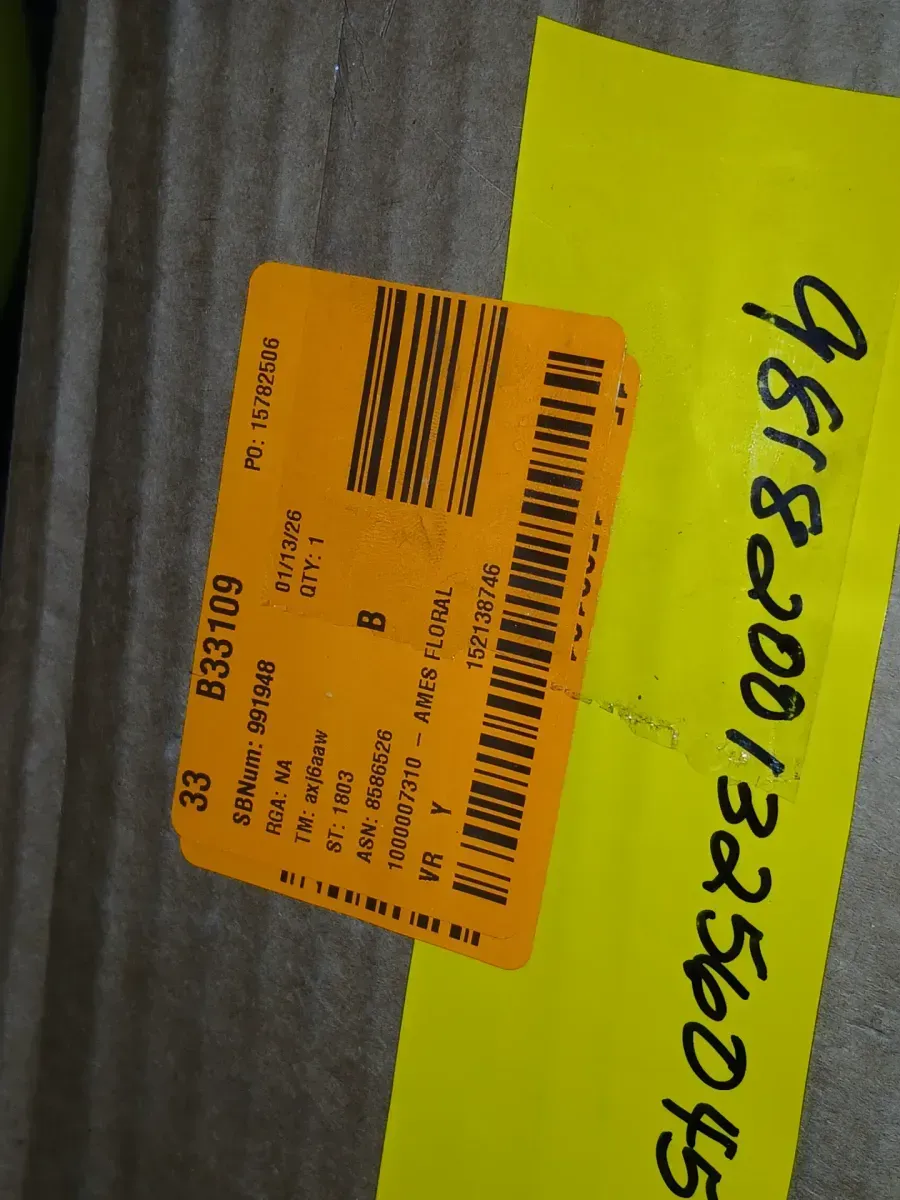 33 B33109 PO: 15782506
SBNum: 991948
RGA: NA 01/13/26
TM: axj6aaw QTY: 1
ST: 1803
ASN: 8586526 B
1000007310 – AMES FLORAL
VR Y
152138746
981820013256045